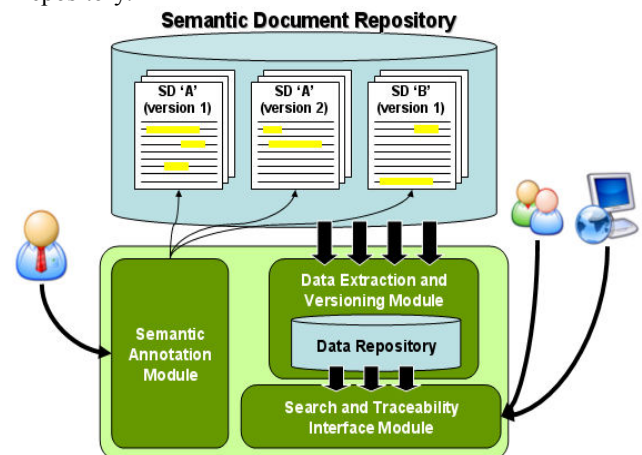 repository.
Semantic Document Repository
SD ‘A’
(version 1)
SD ‘A’
(version 2)
SD ‘B’
(version 1)
Data Extraction and
Versioning Module
Semantic
Annotation
Module
Data Repository
Search and Traceability
Interface Module